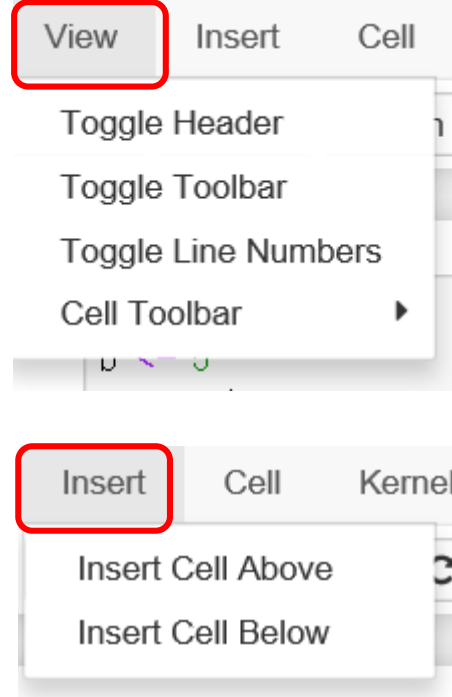 View Insert Cell
Toggle Header
Toggle Toolbar
Toggle Line Numbers
Cell Toolbar
Insert Cell Kernel
Insert Cell Above
Insert Cell Below